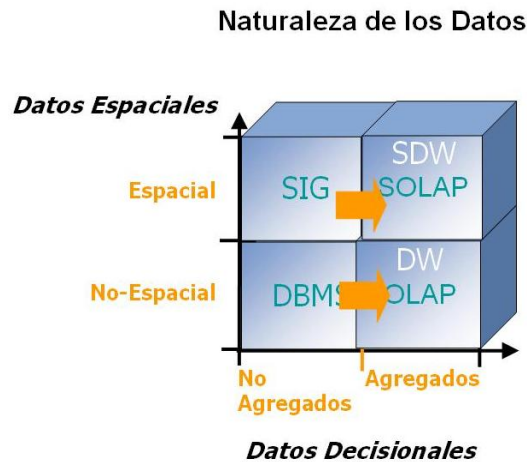 Naturaleza de los Datos
Datos Espaciales
SDW
Espacial
SIG
SOLAP
DW
No-Espacial
DBMS
OLAP
No
Agregados
Agregados
Datos Decisionales